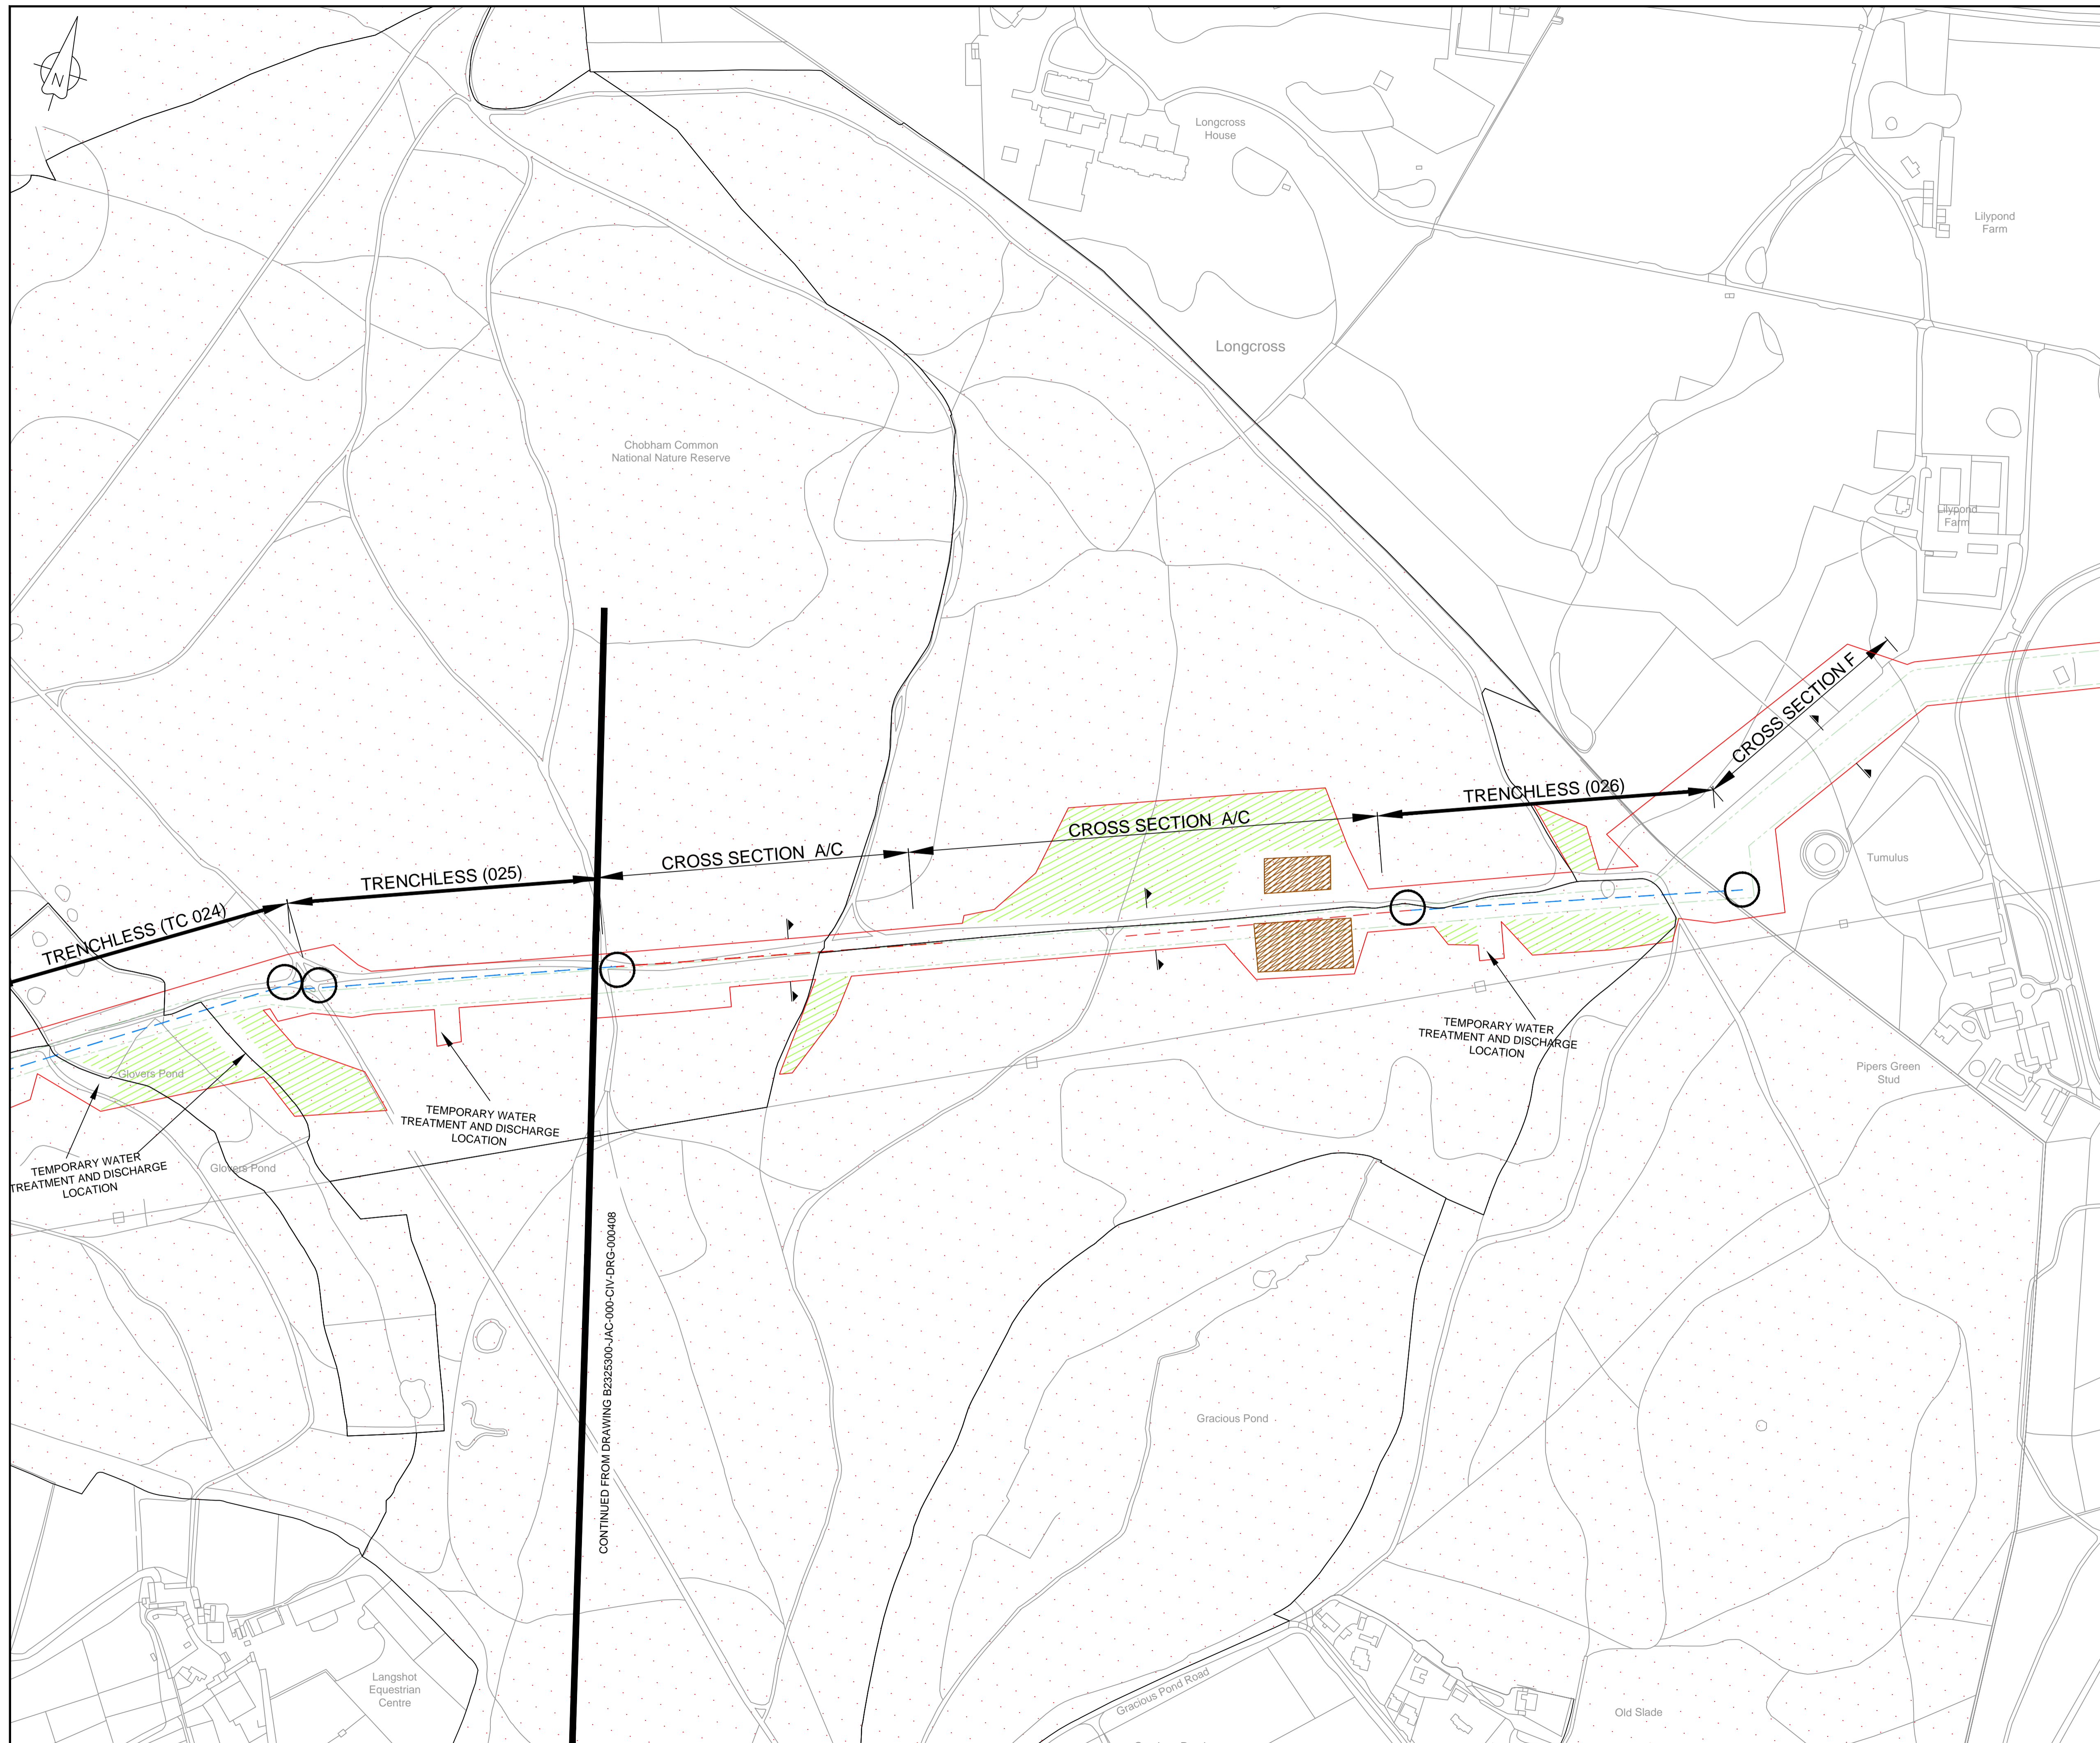 N
Longcross
House
Lilypond
Farm
Longcross
Chobham Common
National Nature Reserve
Lilypond
Farm
CROSS SECTION F
TRENCHLESS (026)
CROSS SECTION A/C
CROSS SECTION A/C
TRENCHLESS (025)
TRENCHLESS (TC 024)
Tumulus
TEMPORARY WATER
TREATMENT AND DISCHARGE
LOCATION
Pipers Green
Stud
Glovers Pond
TEMPORARY WATER
TREATMENT AND DISCHARGE
LOCATION
TEMPORARY WATER
TREATMENT AND DISCHARGE
LOCATION
Glovers Pond
CONTINUED FROM DRAWING B2325300-JAC-000-CIV-DRG-000408
Gracious Pond
Langshot
Equestrian
Centre
Gracious Pond Road
Old Slade